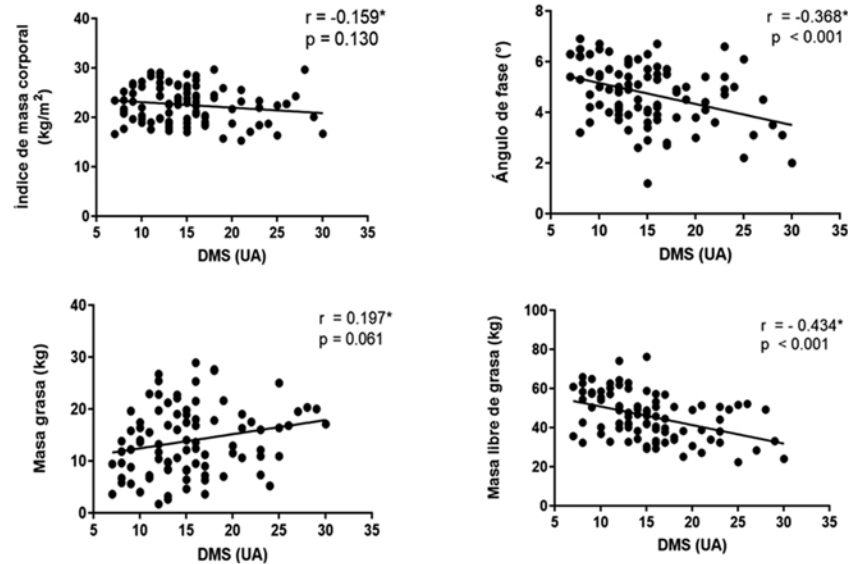 r = -0.159*
p = 0.130
Índice de masa corporal
(kg/m²)
40
30
20
10
0
5 10 15 20 25 30 35
DMS (UA)
r = -0.368*
p < 0.001
Ángulo de fase (°)
8
6
4
2
0
5 10 15 20 25 30 35
DMS (UA)
r = 0.197*
p = 0.061
Masa grasa (kg)
40
30
20
10
0
5 10 15 20 25 30 35
DMS (UA)
r = - 0.434*
p < 0.001
Masa libre de grasa (kg)
100
80
60
40
20
0
5 10 15 20 25 30 35
DMS (UA)